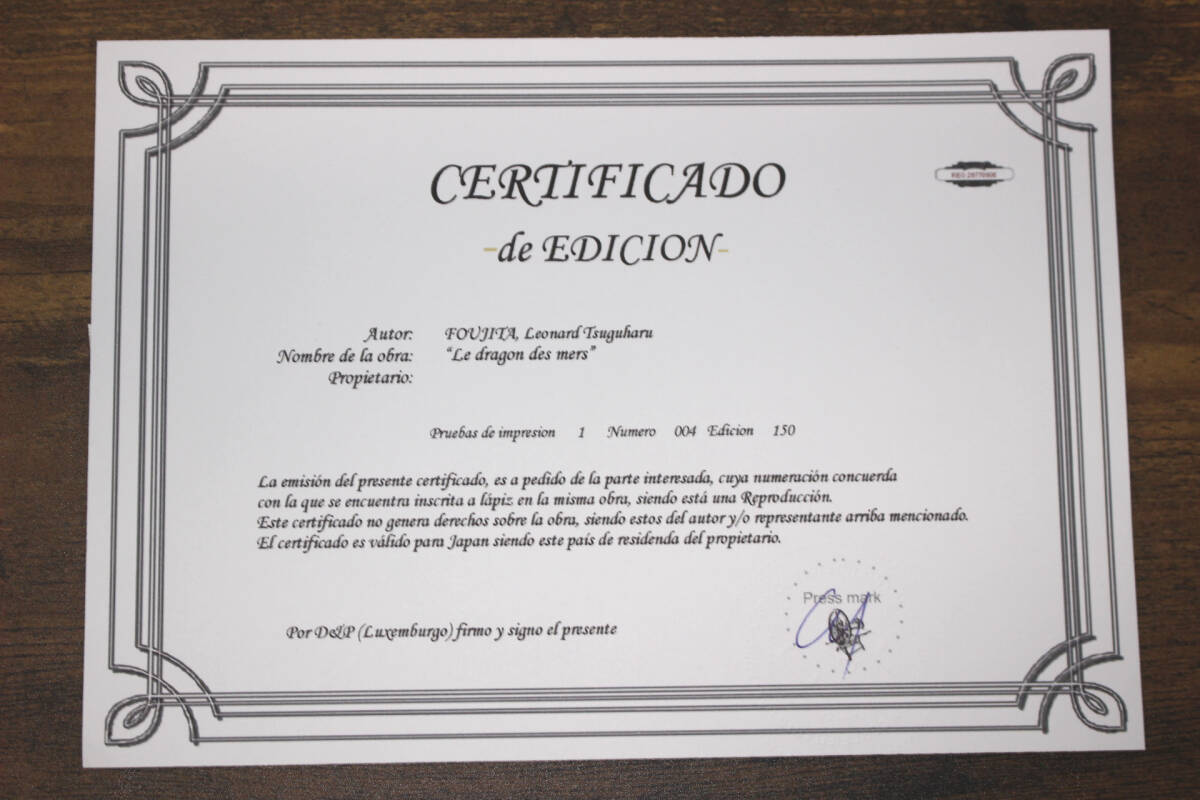 CERTIFICADO
-de EDICION-
Autor: FOUJITA, Leonard Tsuguharu
Nombre de la obra: “Le dragon des mers”
Propietario:
Pruebas de impresion 1 Numero 004 Edicion 150
La emisión del presente certificado, es a pedido de la parte interesada, cuya numeración concuerda
con la que se encuentra inscrita a lápiz en la misma obra, siendo está una Reproducción.
Este certificado no genera derechos sobre la obra, siendo estos del autor y/o representante arriba mencionado.
El certificado es válido para Japan siendo este país de residenda del propietario.
Press mark
Por D&P (Luxemburgo) firmo y signo el presente